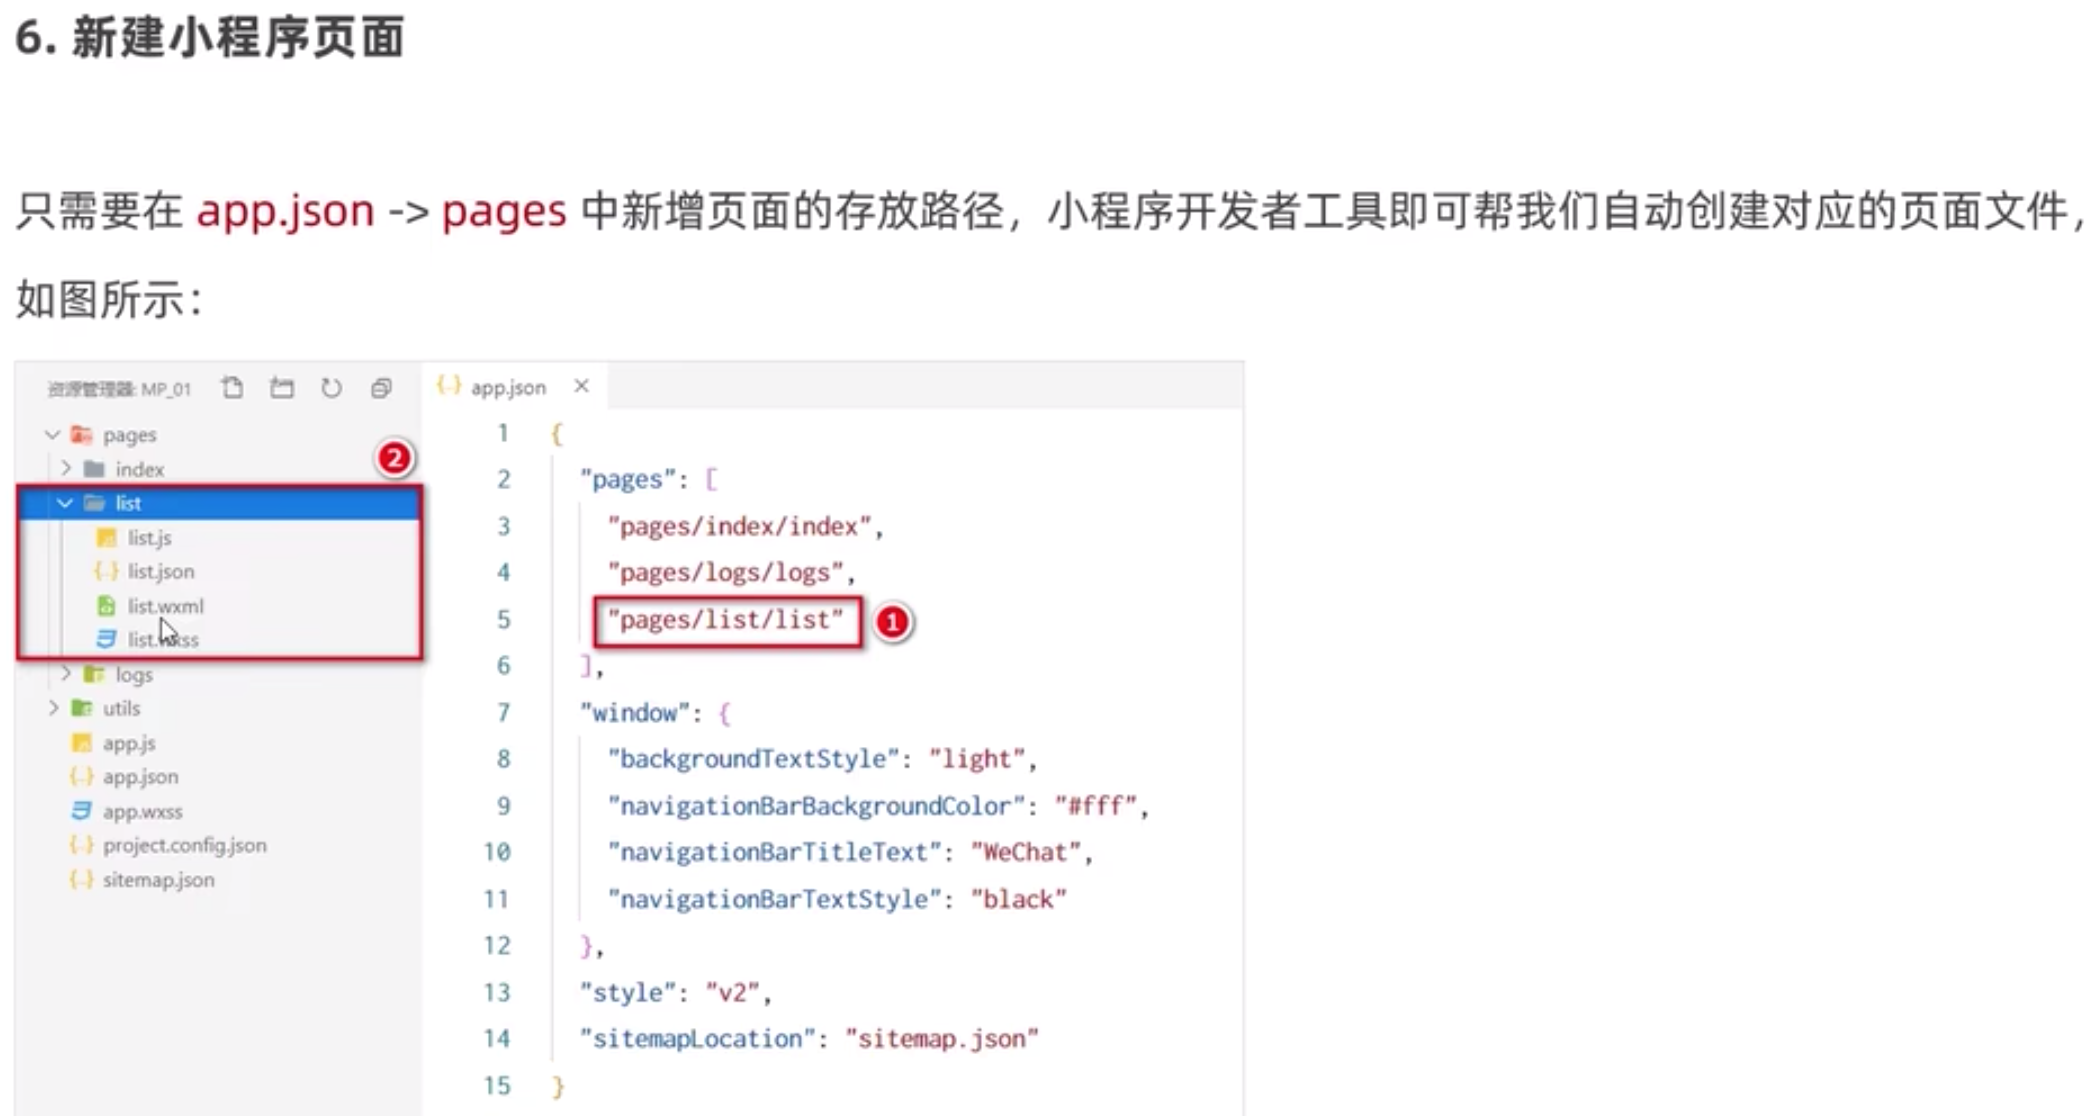 6. 新建小程序页面
只需要在 app.json -> pages 中新增页面的存放路径，小程序开发者工具即可帮我们自动创建对应的页面文件，
如图所示：
资源管理器: MP_01
pages
index
2
list
list.js
list.json
list.wxml
list.wxss
logs
utils
app.js
app.json
app.wxss
project.config.json
sitemap.json
{..} app.json ×
1 {
2 "pages": [
3 "pages/index/index",
4 "pages/logs/logs",
5 "pages/list/list" 1
6 ],
7 "window": {
8 "backgroundTextStyle": "light",
9 "navigationBarBackgroundColor": "#fff",
10 "navigationBarTitleText": "WeChat",
11 "navigationBarTextStyle": "black"
12 },
13 "style": "v2",
14 "sitemapLocation": "sitemap.json"
15 }